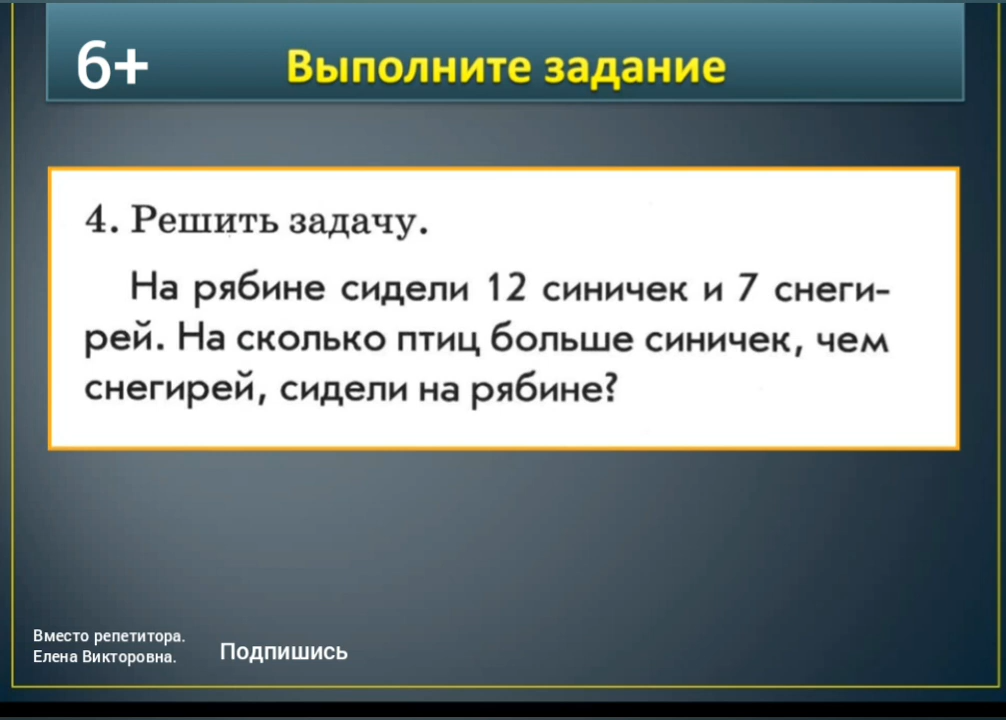 6+
Выполните задание
4. Решить задачу.
На рябине сидели 12 синичек и 7 снеги-
рей. На сколько птиц больше синичек, чем
снегирей, сидели на рябине?
Вместо репетитора.
Елена Викторовна.
Подпишись